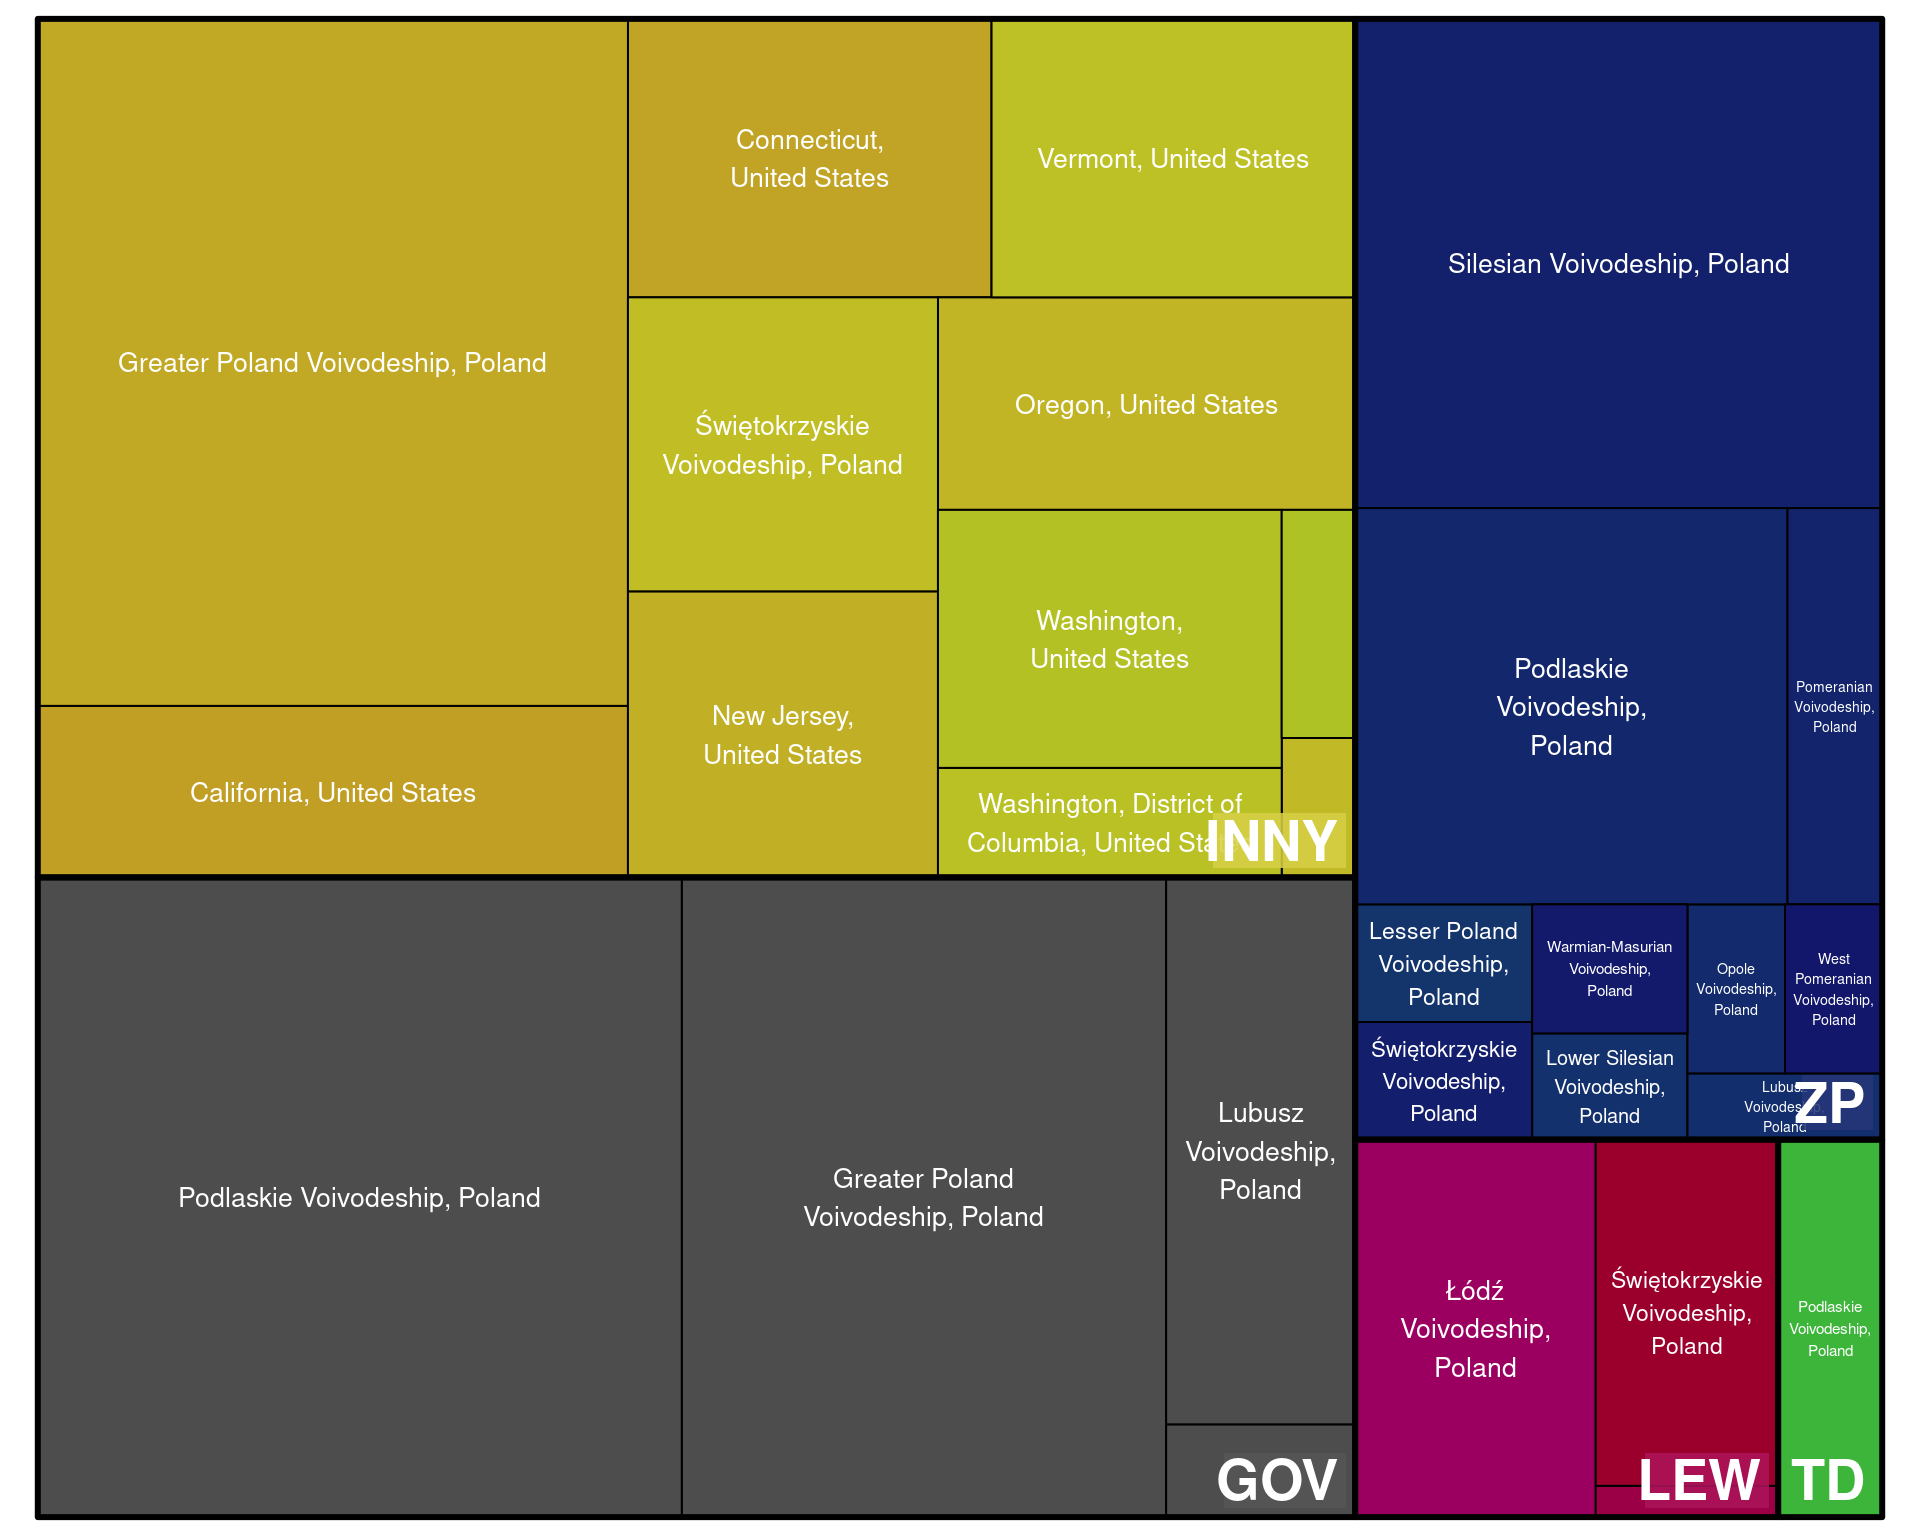 Greater Poland Voivodeship, Poland
California, United States
Connecticut,
United States
Vermont, United States
Świętokrzyskie
Voivodeship, Poland
Oregon, United States
New Jersey,
United States
Washington,
United States
Washington, District of
Columbia, United
INNY
Podlaskie Voivodeship, Poland
Greater Poland
Voivodeship, Poland
Lubusz
Voivodeship,
Poland
GOV
Silesian Voivodeship, Poland
Podlaskie
Voivodeship,
Poland
Pomeranian
Voivodeship,
Poland
Lesser Poland
Voivodeship,
Poland
Świętokrzyskie
Voivodeship,
Poland
Warmian-Masurian
Voivodeship,
Poland
Lower Silesian
Voivodeship,
Poland
Opole
Voivodeship,
Poland
West
Pomeranian
Voivodeship,
Poland
Poland
ZP
Łódź
Voivodeship,
Poland
Świętokrzyskie
Voivodeship,
Poland
LEW
Podlaskie
Voivodeship,
Poland
TD